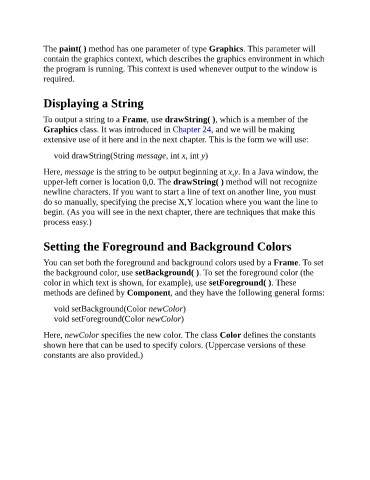 The paint( ) method has one parameter of type Graphics. This parameter will
contain the graphics context, which describes the graphics environment in which
the program is running. This context is used whenever output to the window is
required.
Displaying a String
To output a string to a Frame, use drawString( ), which is a member of the
Graphics class. It was introduced in Chapter 24, and we will be making
extensive use of it here and in the next chapter. This is the form we will use:
void drawString(String message, int x, int y)
Here, message is the string to be output beginning at x,y. In a Java window, the
upper-left corner is location 0,0. The drawString( ) method will not recognize
newline characters. If you want to start a line of text on another line, you must
do so manually, specifying the precise X,Y location where you want the line to
begin. (As you will see in the next chapter, there are techniques that make this
process easy.)
Setting the Foreground and Background Colors
You can set both the foreground and background colors used by a Frame. To set
the background color, use setBackground( ). To set the foreground color (the
color in which text is shown, for example), use setForeground( ). These
methods are defined by Component, and they have the following general forms:
void setBackground(Color newColor)
void setForeground(Color newColor)
Here, newColor specifies the new color. The class Color defines the constants
shown here that can be used to specify colors. (Uppercase versions of these
constants are also provided.)